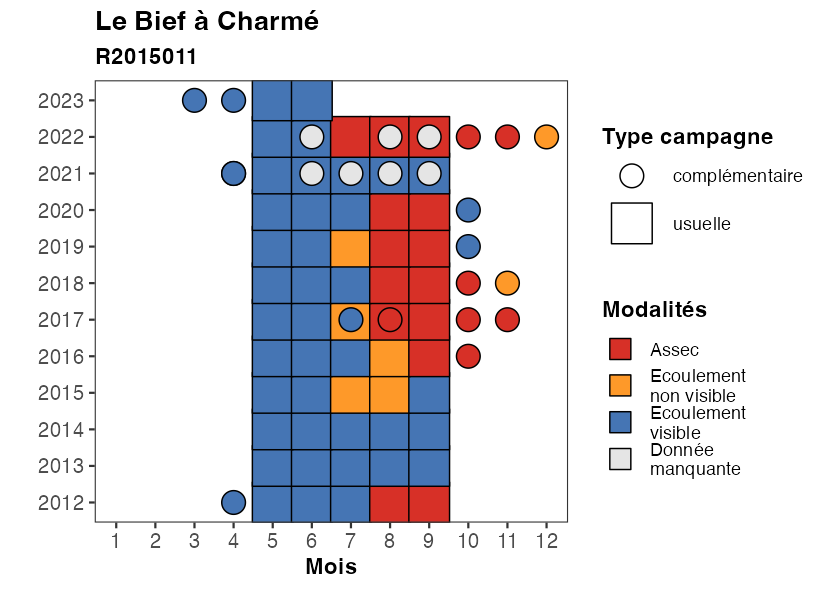 Le Bief à Charmé
R2015011
2023
2022
2021
2020
2019
2018
2017
2016
2015
2014
2013
2012
1 2 3 4 5 6 7 8 9 10 11 12
Mois
Type campagne
complémentaire
usuelle
Modalités
Assec
Ecoulement
non visible
Ecoulement
visible
Donnée
manquante